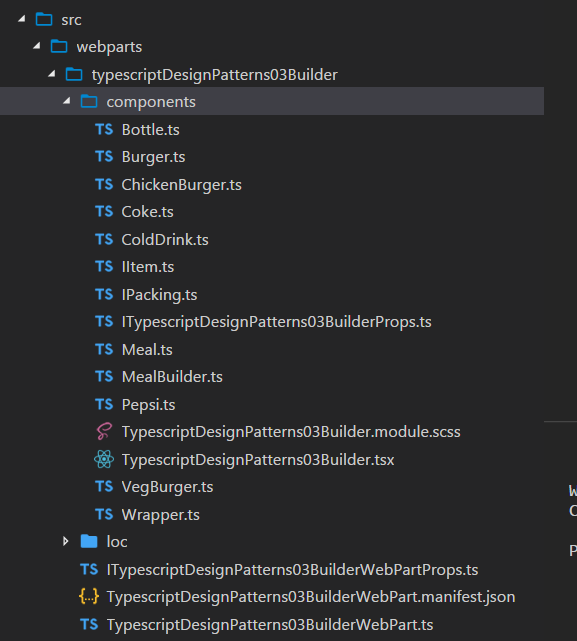 src
webparts
typescriptDesignPatterns03Builder
components
TS Bottle.ts
TS Burger.ts
TS ChickenBurger.ts
TS Coke.ts
TS ColdDrink.ts
TS IItem.ts
TS IPacking.ts
TS ITypescriptDesignPatterns03BuilderProps.ts
TS Meal.ts
TS MealBuilder.ts
TS Pepsi.ts
TypescriptDesignPatterns03Builder.module.scss
TypescriptDesignPatterns03Builder.tsx
TS VegBurger.ts
TS Wrapper.ts
loc
TS ITypescriptDesignPatterns03BuilderWebPartProps.ts
{..} TypescriptDesignPatterns03BuilderWebPart.manifest.json
TS TypescriptDesignPatterns03BuilderWebPart.ts